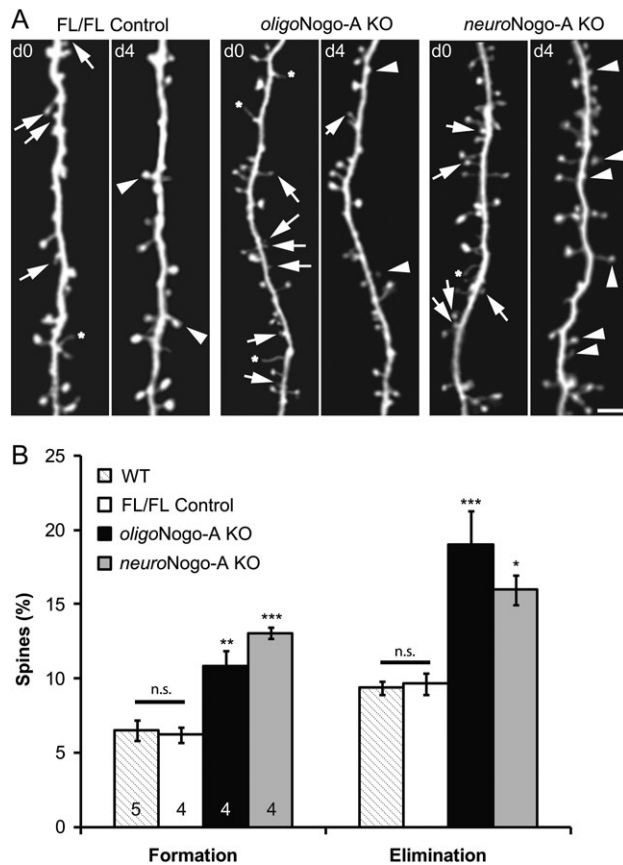 A
FL/FL Control
oligoNogo-A KO
neuroNogo-A KO
d0
d4
d0
d4
d0
d4
*
*
*
*
*
B
25
20
15
10
5
0
Spines (%)
WT
FL/FL Control
oligoNogo-A KO
neuroNogo-A KO
n.s.
**
***
n.s.
***
*
5
4
4
4
Formation
Elimination